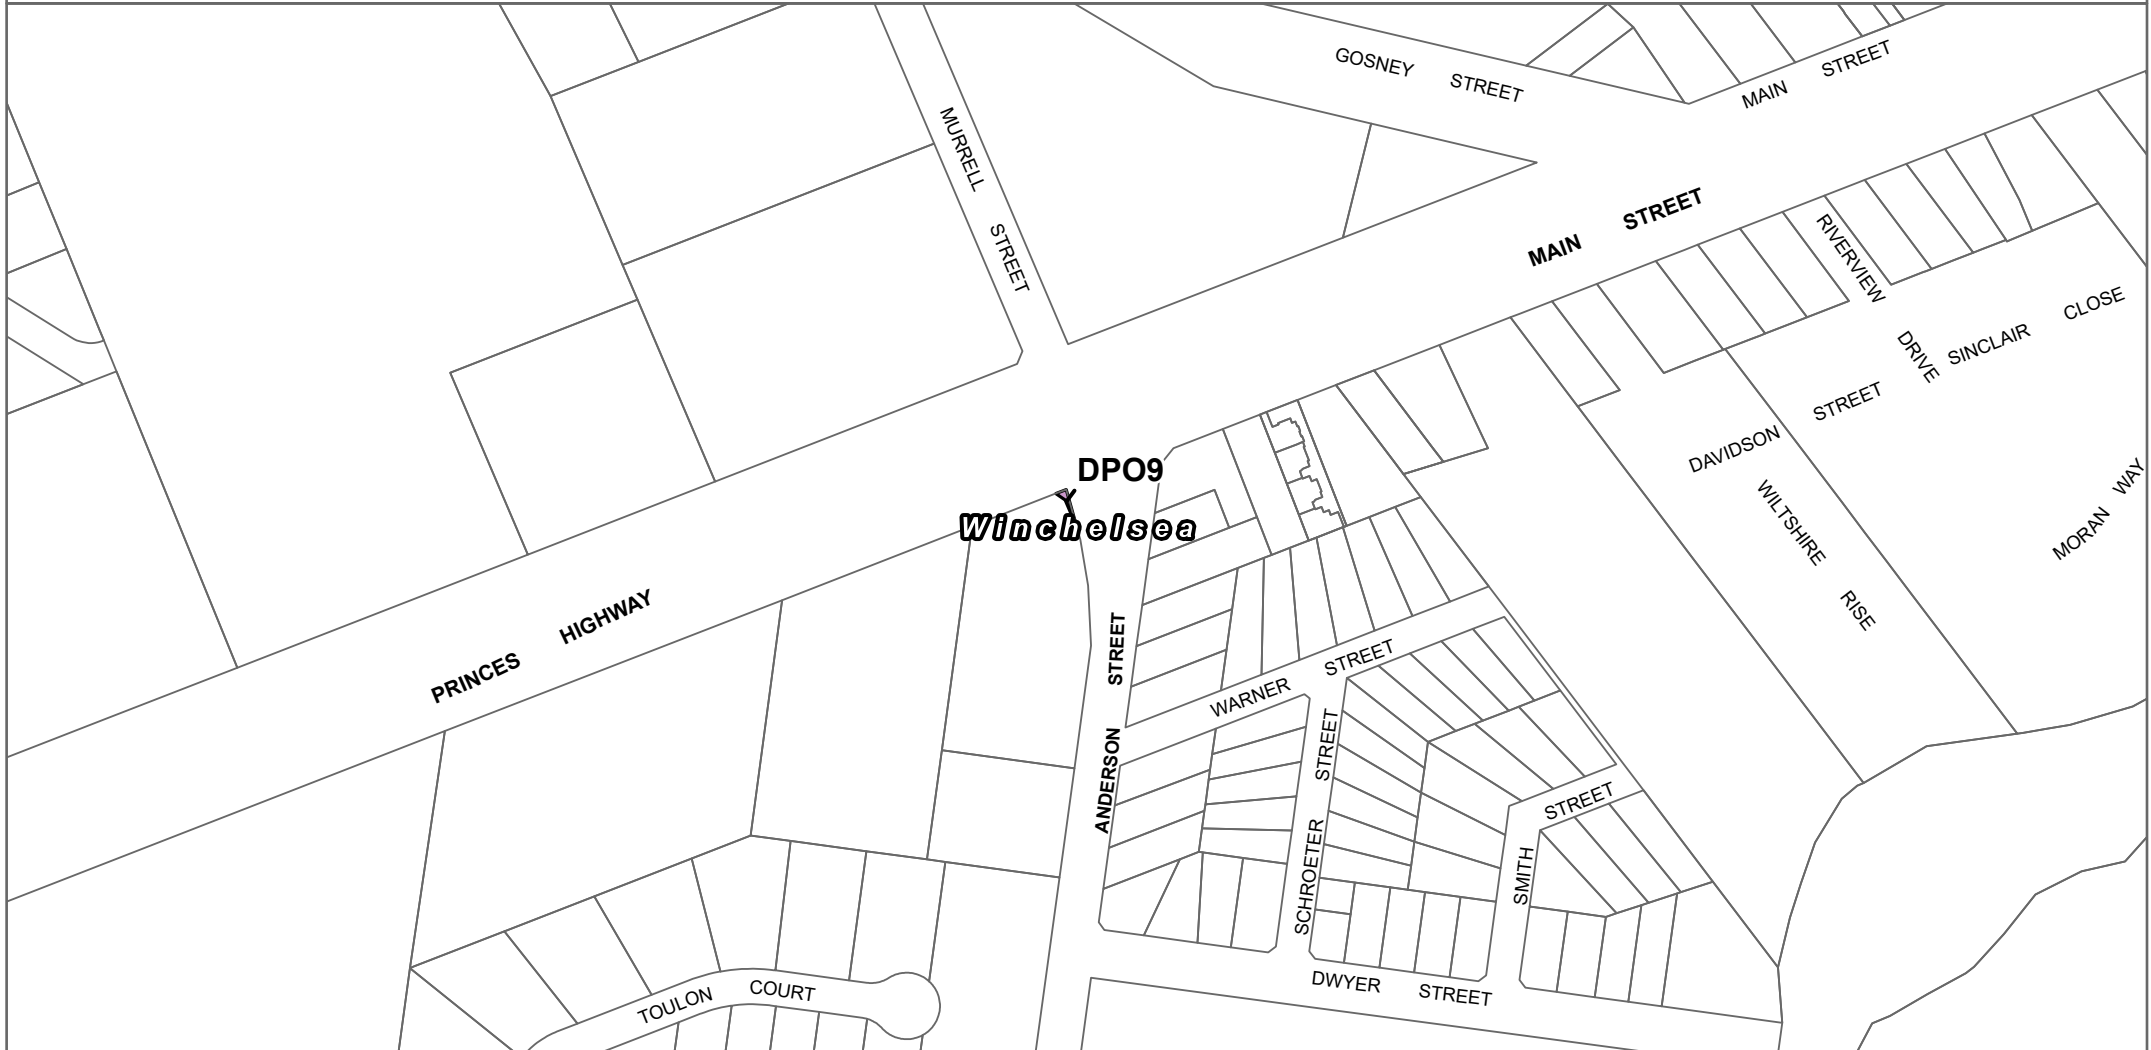 GOSNEY STREET
MAIN STREET
MURRELL STREET
MAIN STREET
RIVERVIEW DRIVE
SINCLAIR CLOSE
DAVIDSON STREET
WILTSHIRE RISE
MORAN WAY
DPO9
Winchelsea
PRINCES HIGHWAY
ANDERSON STREET
WARNER STREET
SCHROETER STREET
SMITH STREET
DWYER STREET
TOULON COURT